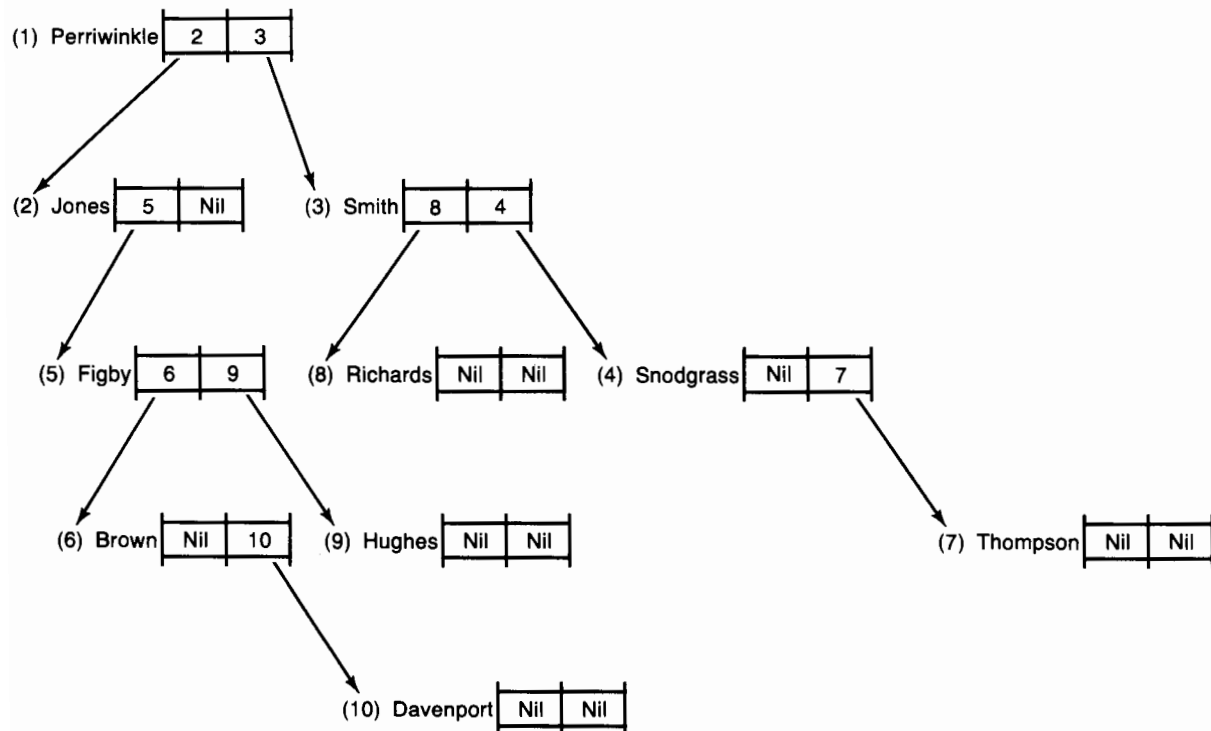 (1) Perriwinkle 2 3
(2) Jones 5 Nil (3) Smith 8 4
(5) Figby 6 9 (8) Richards Nil Nil (4) Snodgrass Nil 7
(6) Brown Nil 10 (9) Hughes Nil Nil (7) Thompson Nil Nil
(10) Davenport Nil Nil